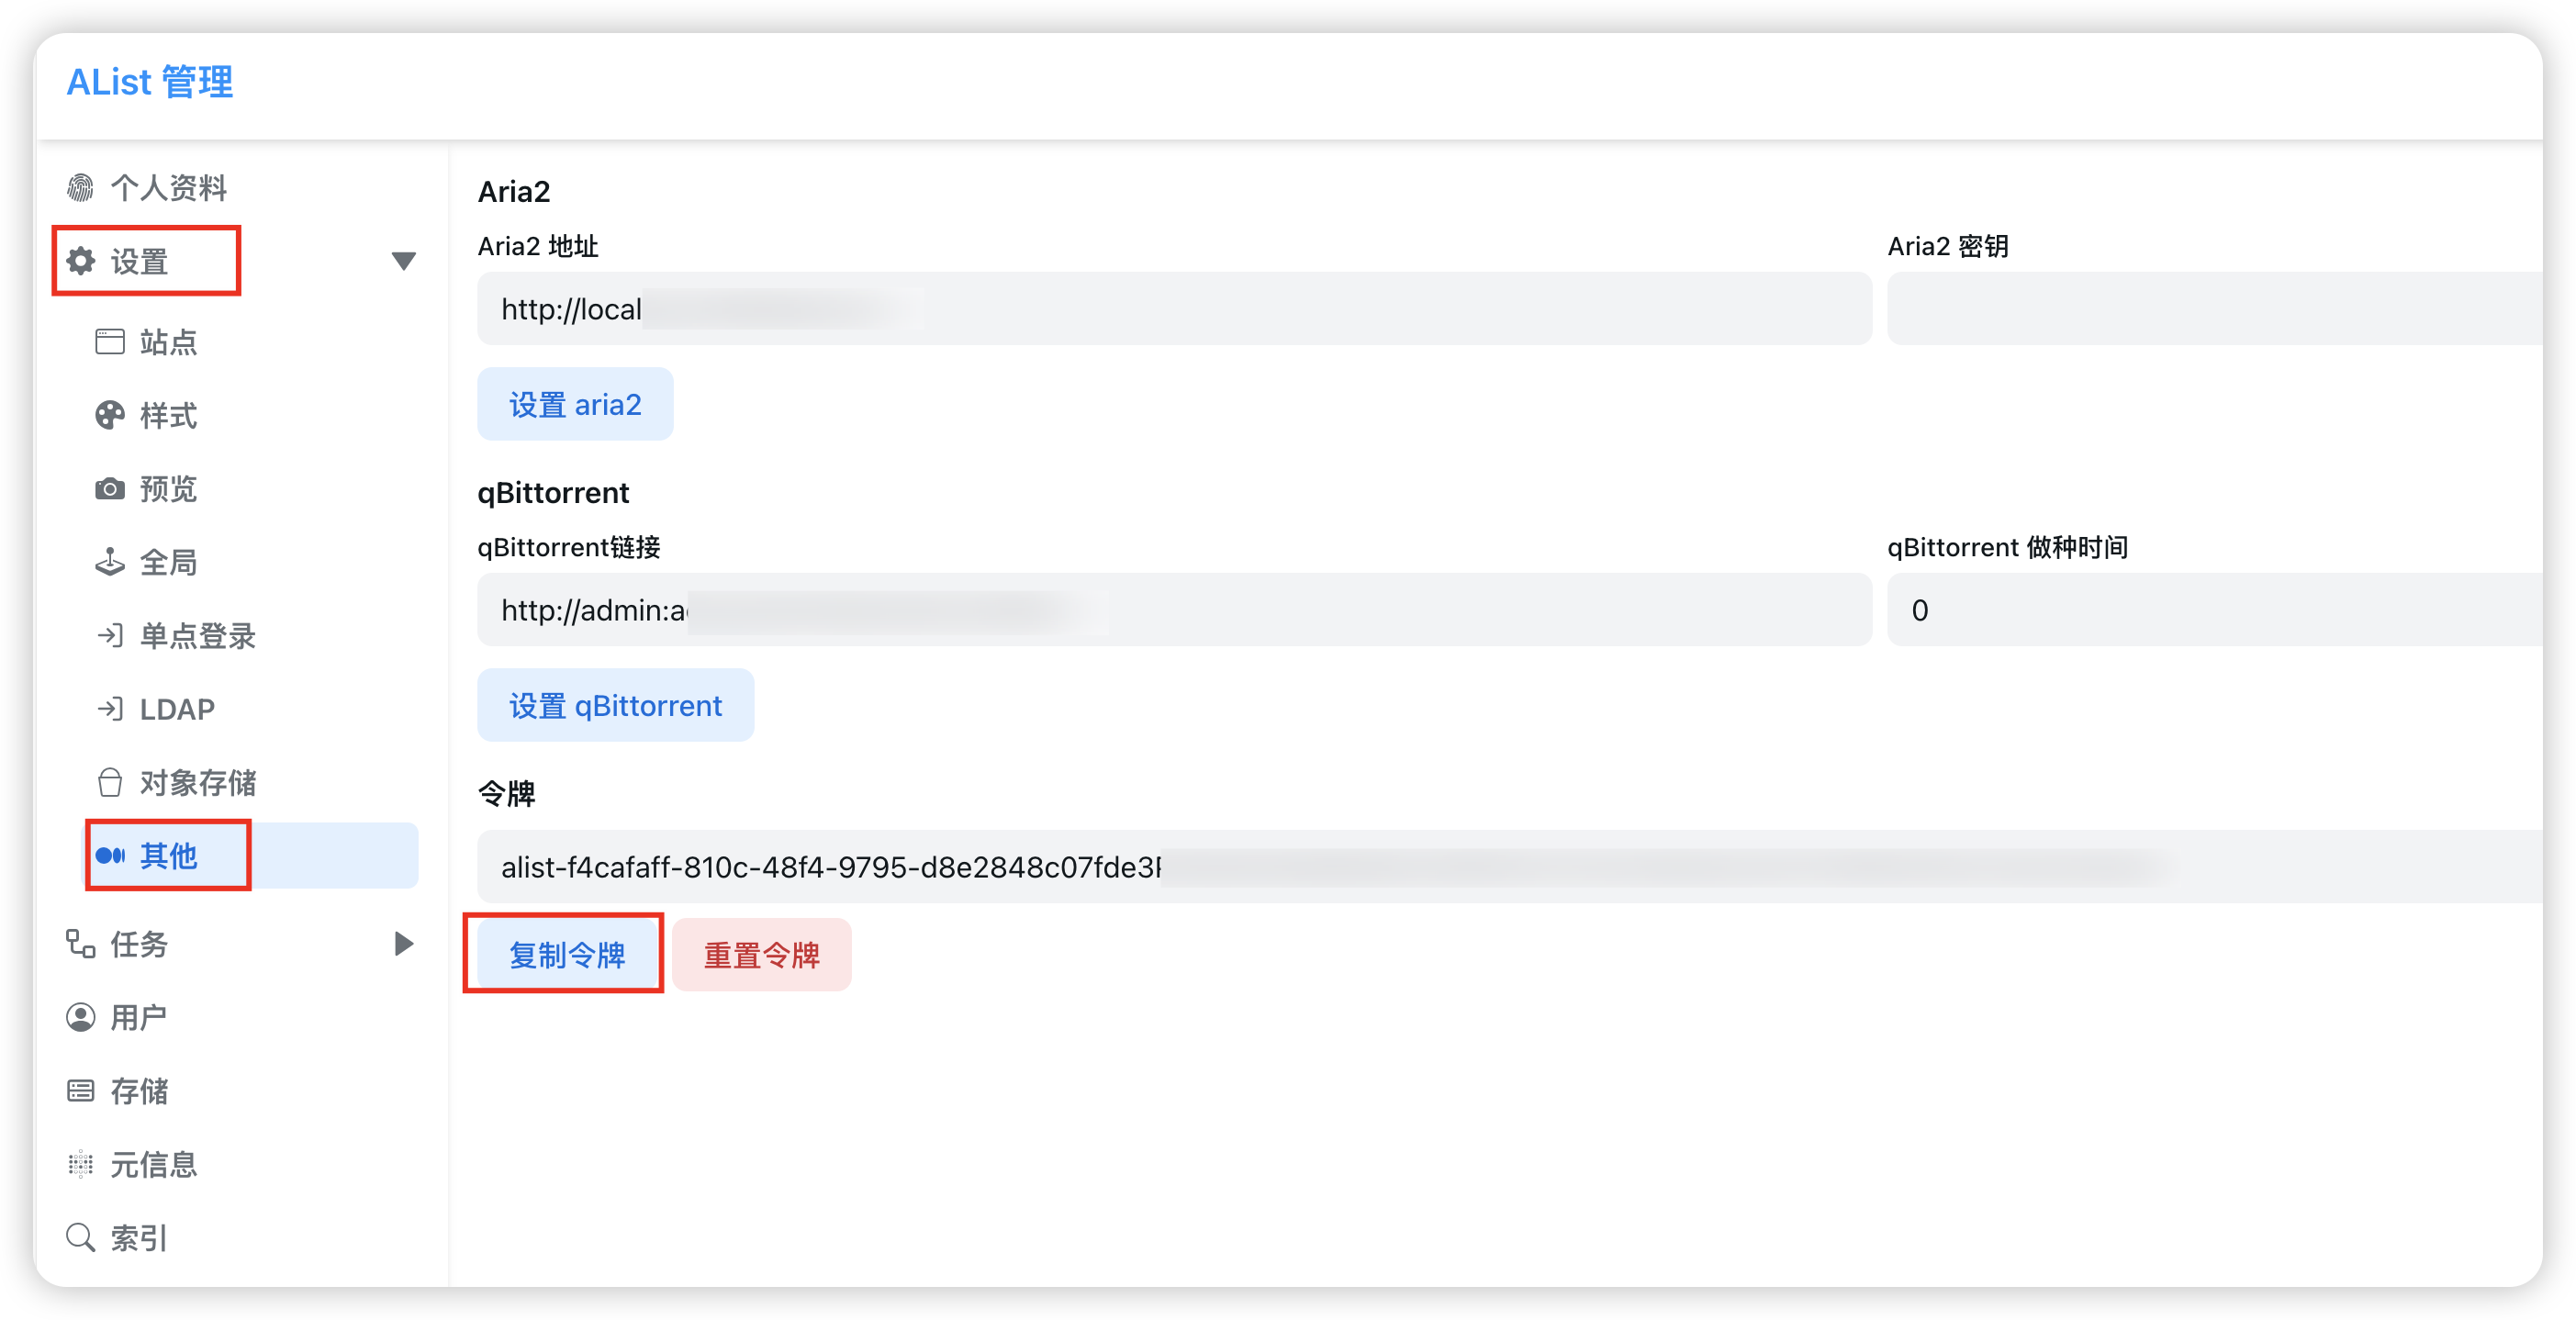 AList 管理
个人资料
设置
站点
样式
预览
全局
单点登录
LDAP
对象存储
其他
任务
用户
存储
元信息
索引
Aria2
Aria2 地址
Aria2 密钥
http://local
设置 aria2
qBittorrent
qBittorrent链接
qBittorrent 做种时间
http://admin:a
0
设置 qBittorrent
令牌
alist-f4cafaff-810c-48f4-9795-d8e2848c07fde3
复制令牌
重置令牌